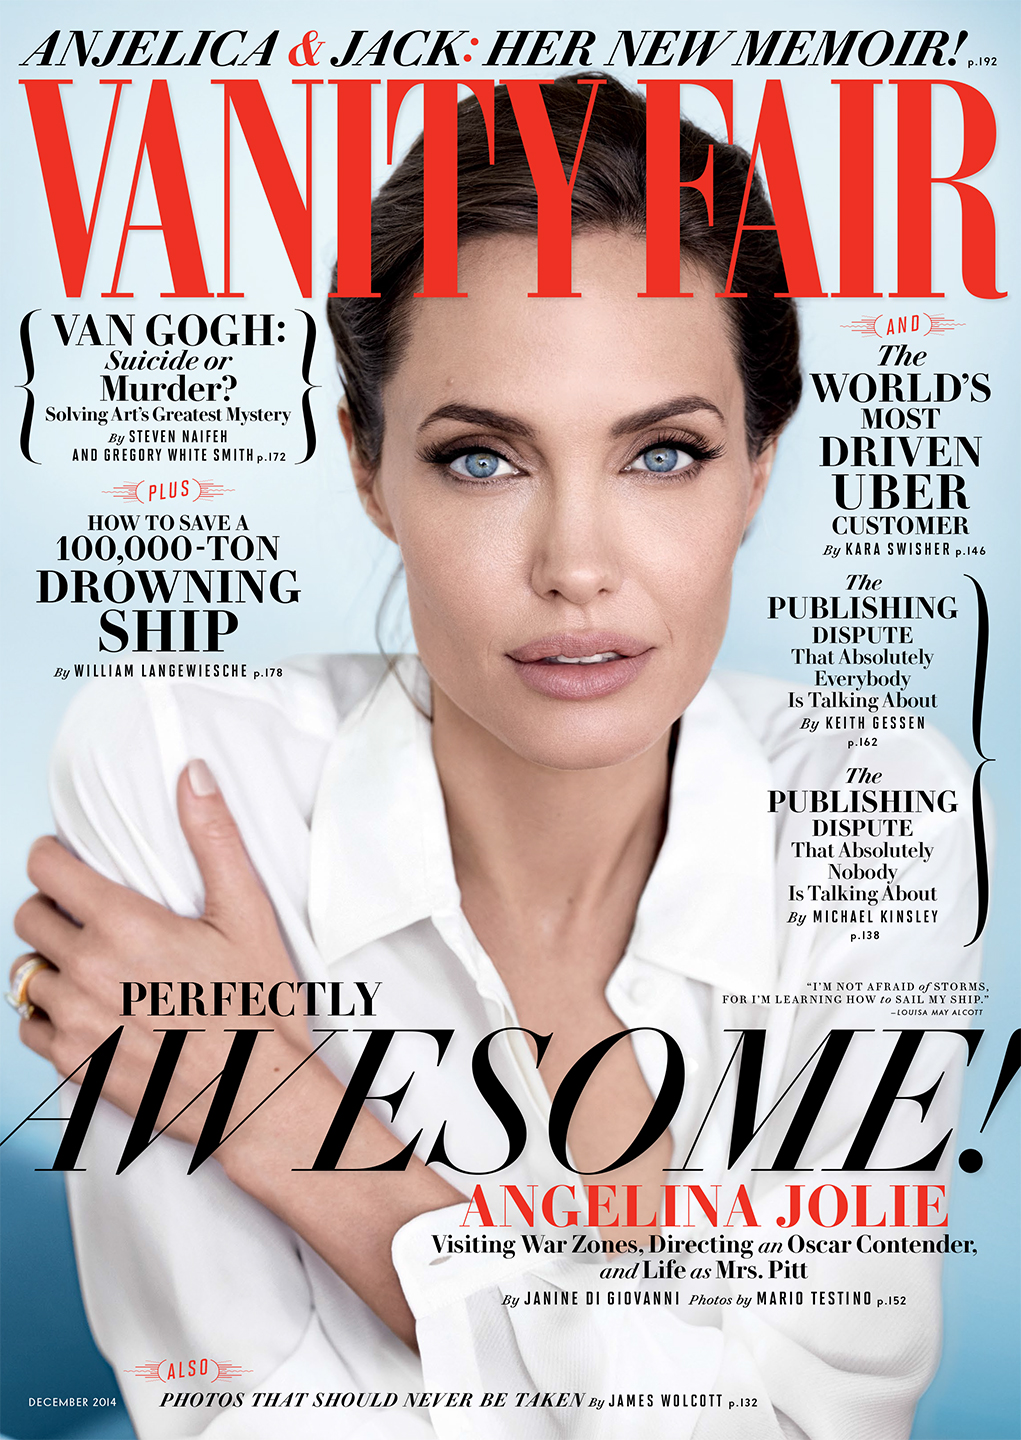 ANJELICA & JACK: HER NEW MEMOIR! p.192
VANITY FAIR
VAN GOGH:
Suicide or
Murder?
Solving Art's Greatest Mystery
By STEVEN NAIFEH
AND GREGORY WHITE SMITH p.172
PLUS
HOW TO SAVE A
100,000-TON
DROWNING
SHIP
By WILLIAM LANGEWIESCHE p.178
AND
The
WORLD'S
MOST
DRIVEN
UBER
CUSTOMER
By KARA SWISHER p.146
The
PUBLISHING
DISPUTE
That Absolutely
Everybody
Is Talking About
By KEITH GESSEN
p.162
The
PUBLISHING
DISPUTE
That Absolutely
Nobody
Is Talking About
By MICHAEL KINSLEY
p.138
"I'M NOT AFRAID of STORMS,
FOR I'M LEARNING HOW to SAIL MY SHIP."
–LOUISA MAY ALCOTT
PERFECTLY
AWESOME!
ANGELINA JOLIE
Visiting War Zones, Directing an Oscar Contender,
and Life as Mrs. Pitt
By JANINE DI GIOVANNI Photos by MARIO TESTINO p.152
ALSO
PHOTOS THAT SHOULD NEVER BE TAKEN By JAMES WOLCOTT p.132
DECEMBER 2014